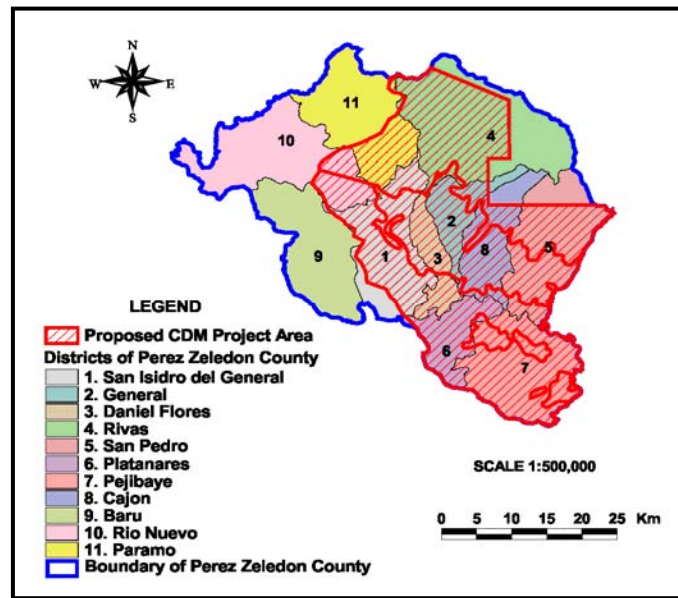 N
W E
S
11
10
4
2
5
1
3
8
9
6
7
LEGEND
Proposed CDM Project Area
Districts of Perez Zeledon County
1. San Isidro del General
2. General
3. Daniel Flores
4. Rivas
5. San Pedro
6. Platanares
7. Pejibaye
8. Cajon
9. Baru
10. Rio Nuevo
11. Paramo
Boundary of Perez Zeledon County
SCALE 1:500,000
0 5 10 15 20 25 Km